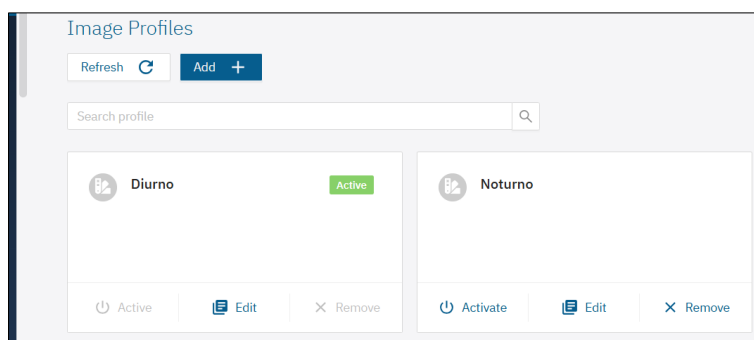 Image Profiles
Refresh Add
Search profile
Diurno Active Noturno
Active Edit Remove Activate Edit Remove